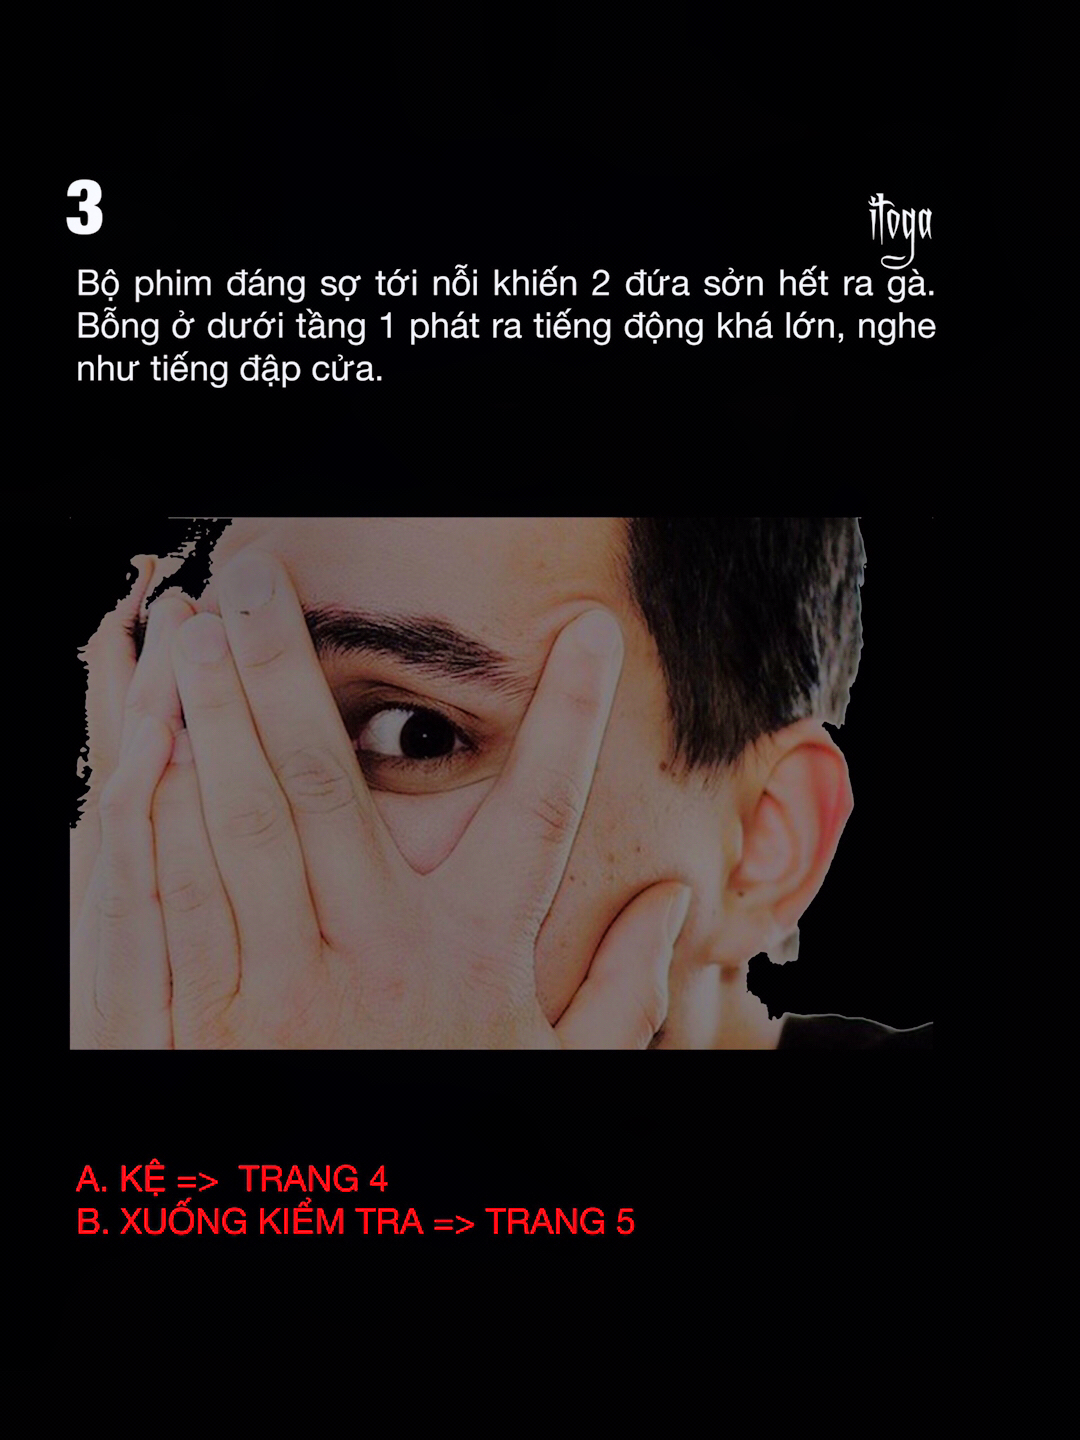 3
itoga
Bộ phim đáng sợ tới nỗi khiến 2 đứa sởn hết ra gà.
Bỗng ở dưới tầng 1 phát ra tiếng động khá lớn, nghe
như tiếng đập cửa.
A. KỆ => TRANG 4
B. XUỐNG KIỂM TRA => TRANG 5